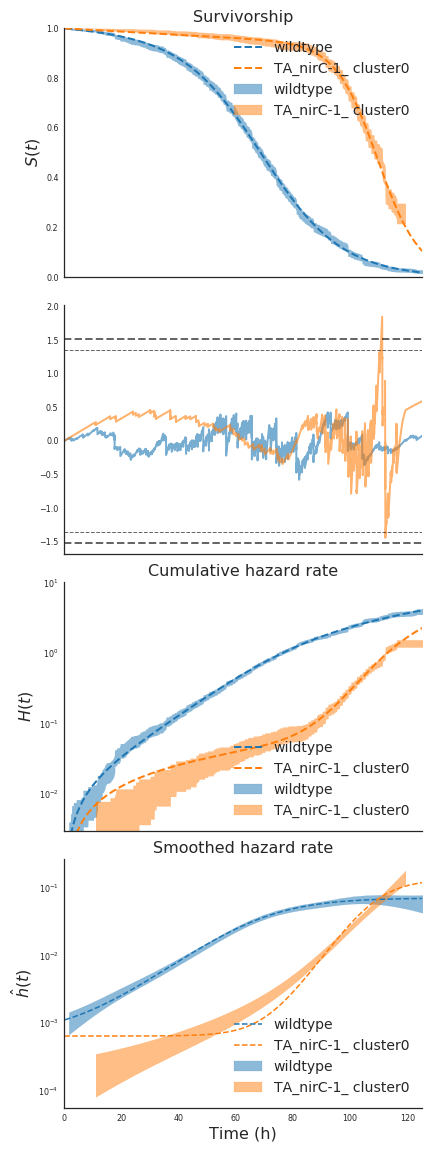 Survivorship
1.0
0.8
0.6
0.4
0.2
0.0
S(t)
wildtype
TA_nirC-1_ cluster0
wildtype
TA_nirC-1_ cluster0
2.0
1.5
1.0
0.5
0.0
−0.5
−1.0
−1.5
Cumulative hazard rate
10¹
10⁰
10⁻¹
10⁻²
H(t)
wildtype
TA_nirC-1_ cluster0
wildtype
TA_nirC-1_ cluster0
Smoothed hazard rate
10⁻¹
10⁻²
10⁻³
10⁻⁴
ĥ(t)
wildtype
TA_nirC-1_ cluster0
wildtype
TA_nirC-1_ cluster0
0 20 40 60 80 100 120
Time (h)